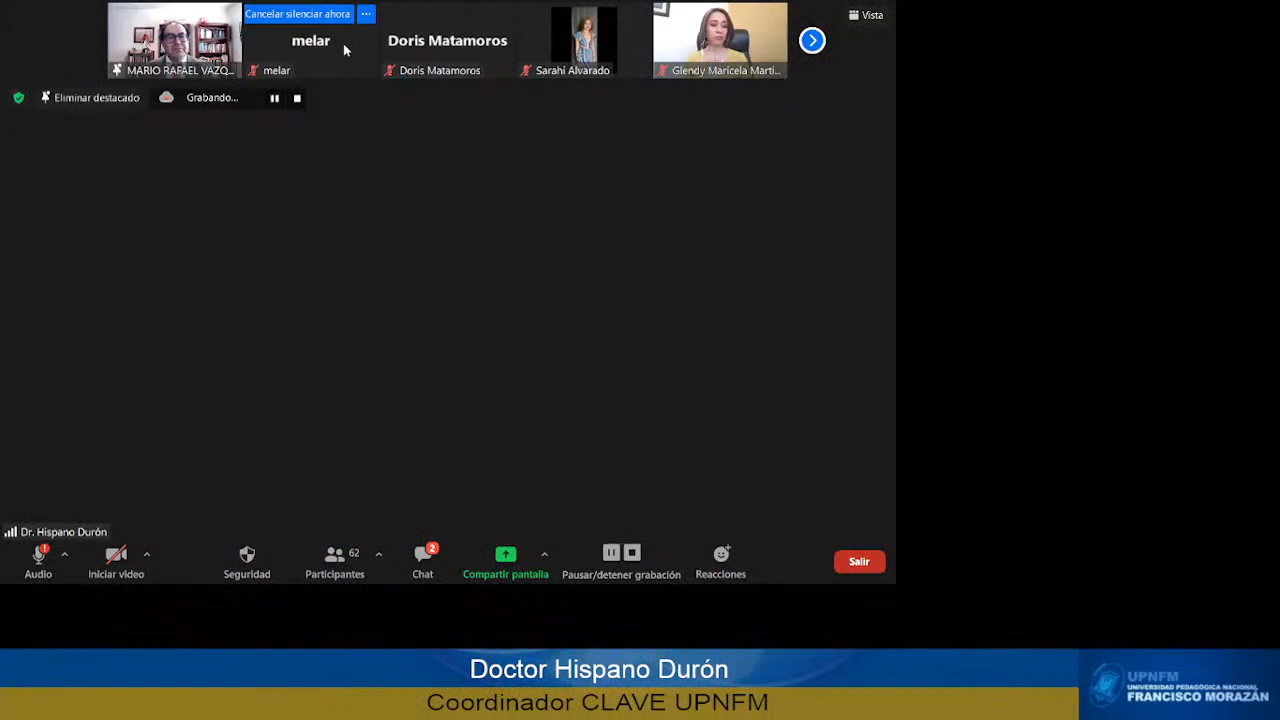 Cancelar silenciar ahora
Vista
melar
Doris Matamoros
MARIO RAFAEL VAZQ...
melar
Doris Matamoros
Sarahi Alvarado
Glendy Maricela Marti...
Eliminar destacado
Grabando...
Dr. Hispano Durón
62
2
Audio
Iniciar video
Seguridad
Participantes
Chat
Compartir pantalla
Pausar/detener grabación
Reacciones
Salir
Doctor Hispano Durón
Coordinador CLAVE UPNFM
UPNFM
UNIVERSIDAD PEDAGÓGICA NACIONAL
FRANCISCO MORAZÁN